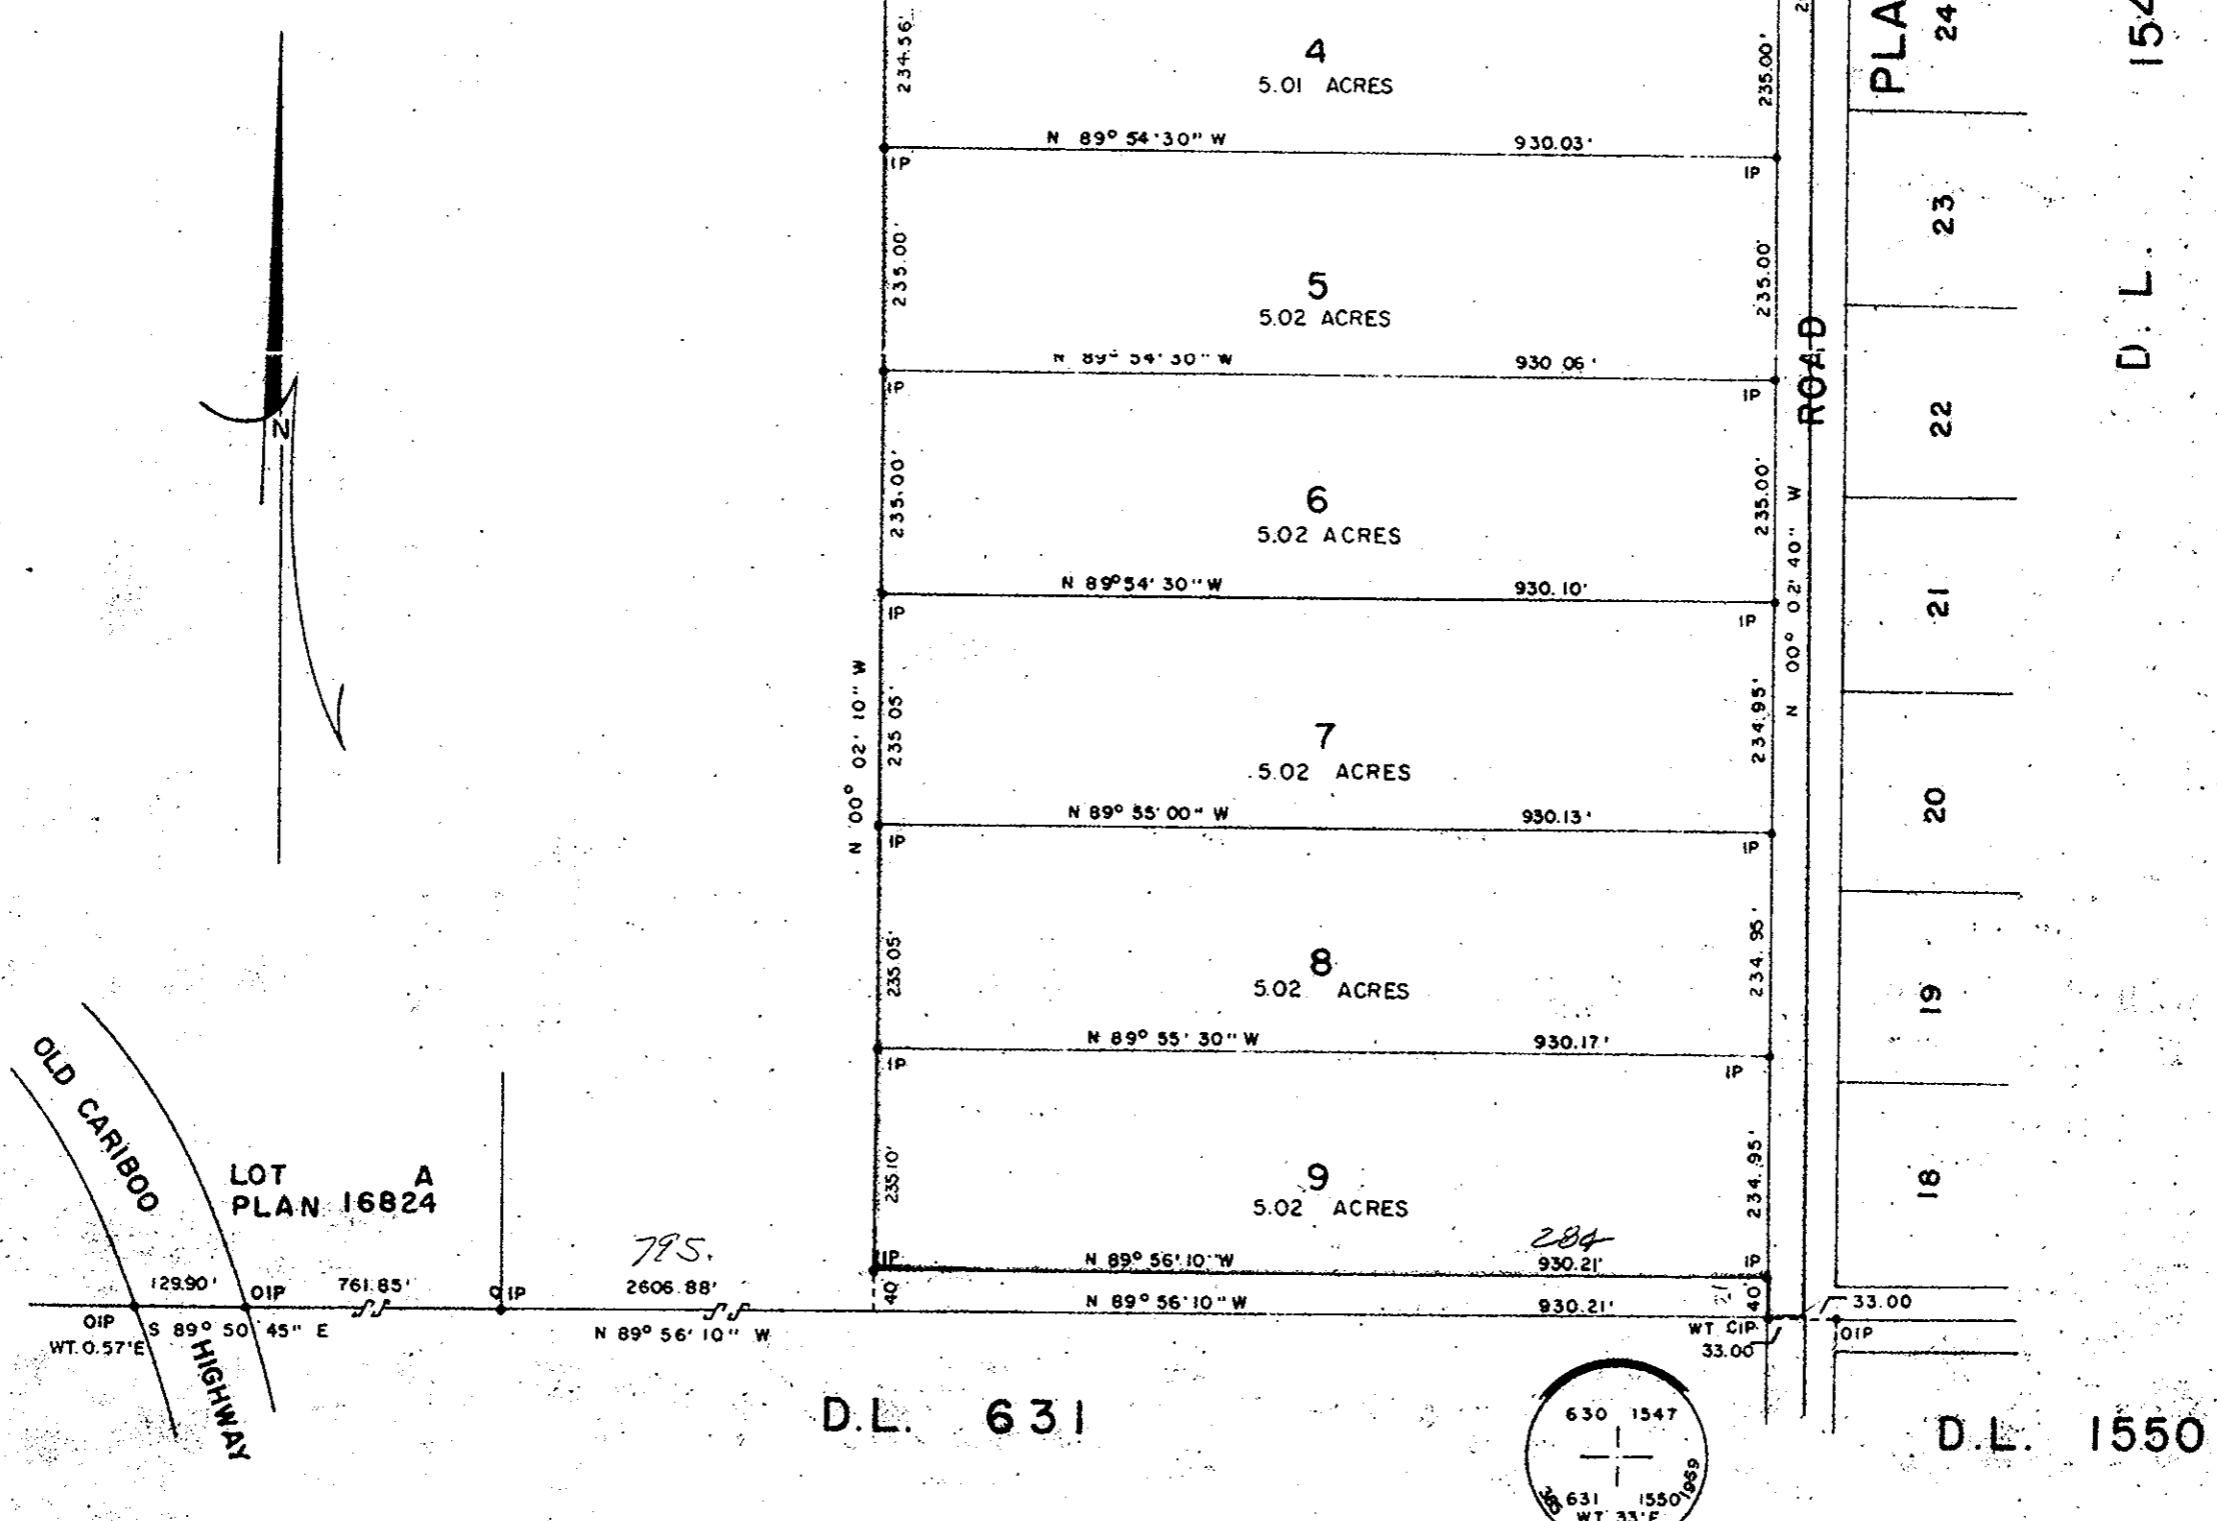 234.56'
4
5.01 ACRES
235.00'
PLA
24
154
N 89° 54' 30" W 930.03'
IP
IP
235.00'
5
5.02 ACRES
235.00'
23
D. L.
N 89° 54' 30" W 930.06'
IP
IP
ROAD
22
N
235.00'
6
5.02 ACRES
235.00'
N 89° 54' 30" W 930.10'
IP
IP
N 00° 02' 40" W
21
N 00° 02' 10" W
235.05'
7
5.02 ACRES
234.95'
N 89° 55' 00" W 930.13'
IP
IP
20
235.05'
8
5.02 ACRES
234.95'
19
N 89° 55' 30" W 930.17'
IP
IP
OLD CARIBOO
HIGHWAY
LOT A
PLAN 16824
235.10'
9
5.02 ACRES
234.95'
18
795.
284
IP
N 89° 56' 10" W 930.21'
IP
129.90'
OIP
761.85'
OIP
2606.88'
40'
N 89° 56' 10" W 930.21'
40'
33.00
OIP
WT. 0.57'E
S 89° 50' 45" E
N 89° 56' 10" W
WT. OIP
33.00
OIP
D.L. 631
630 1547
631 1550
1959
WT. 33'E
D.L. 1550